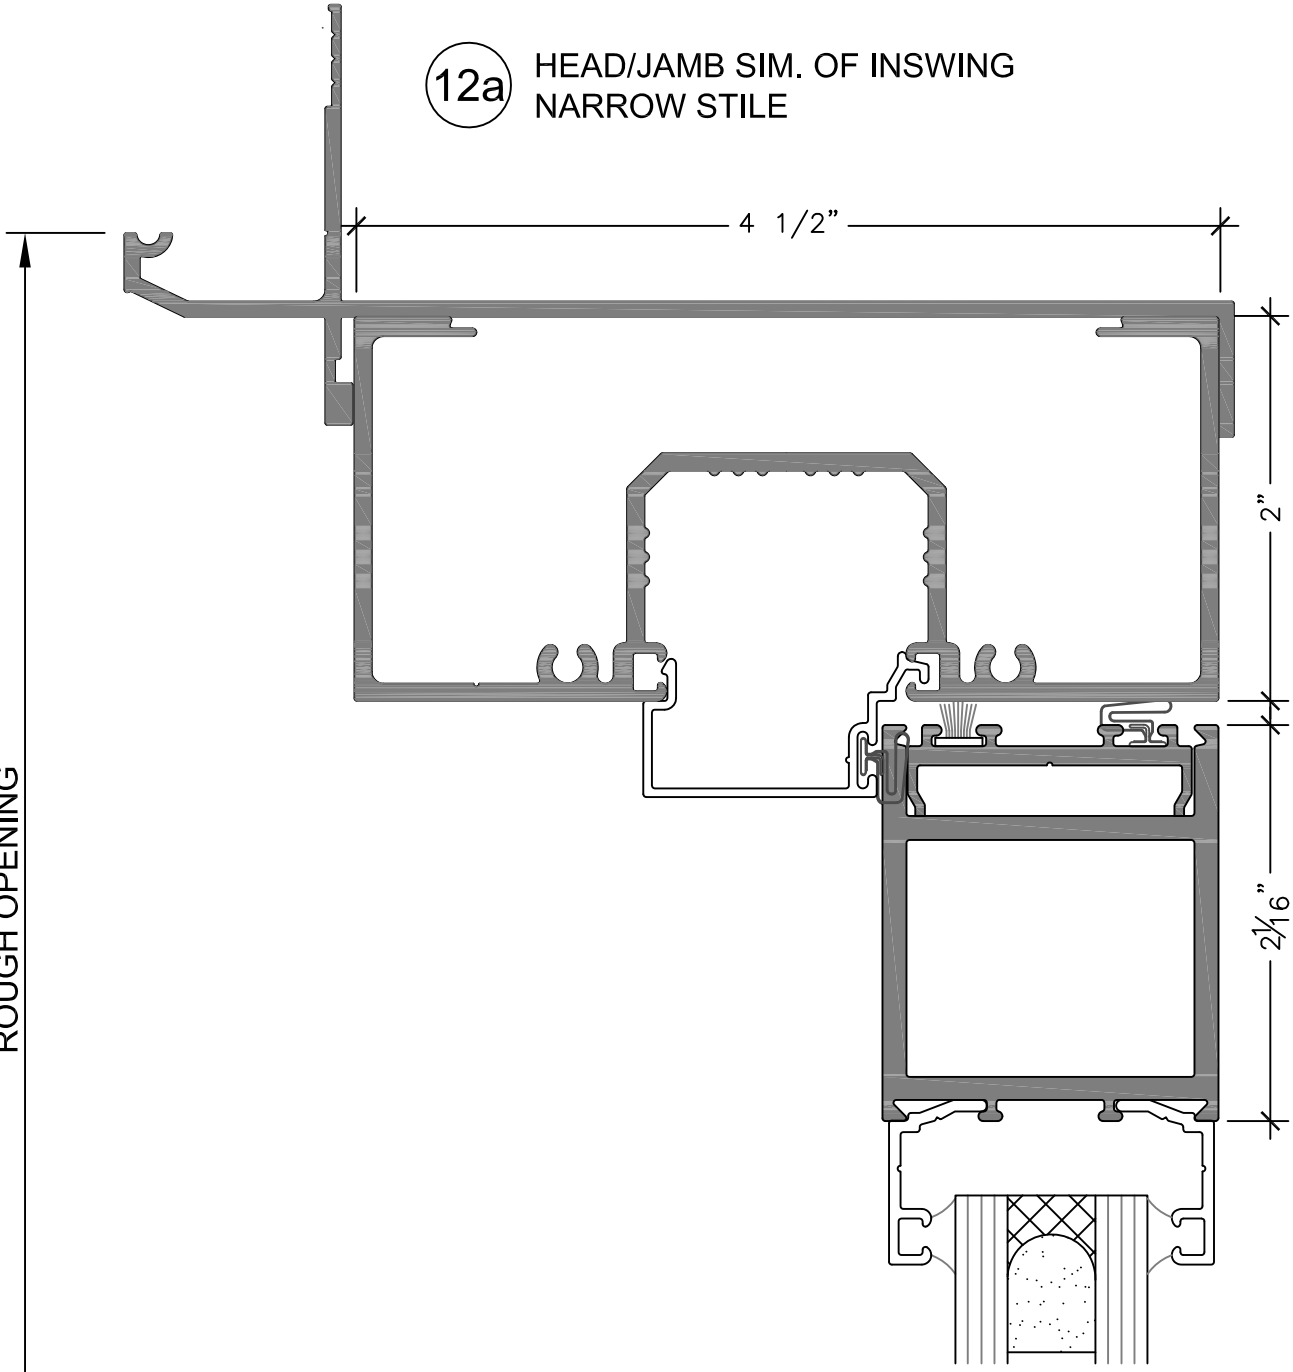 12a
HEAD/JAMB SIM. OF INSWING
NARROW STILE
4 1/2"
2"
2 1/16"
ROUGH OPENING